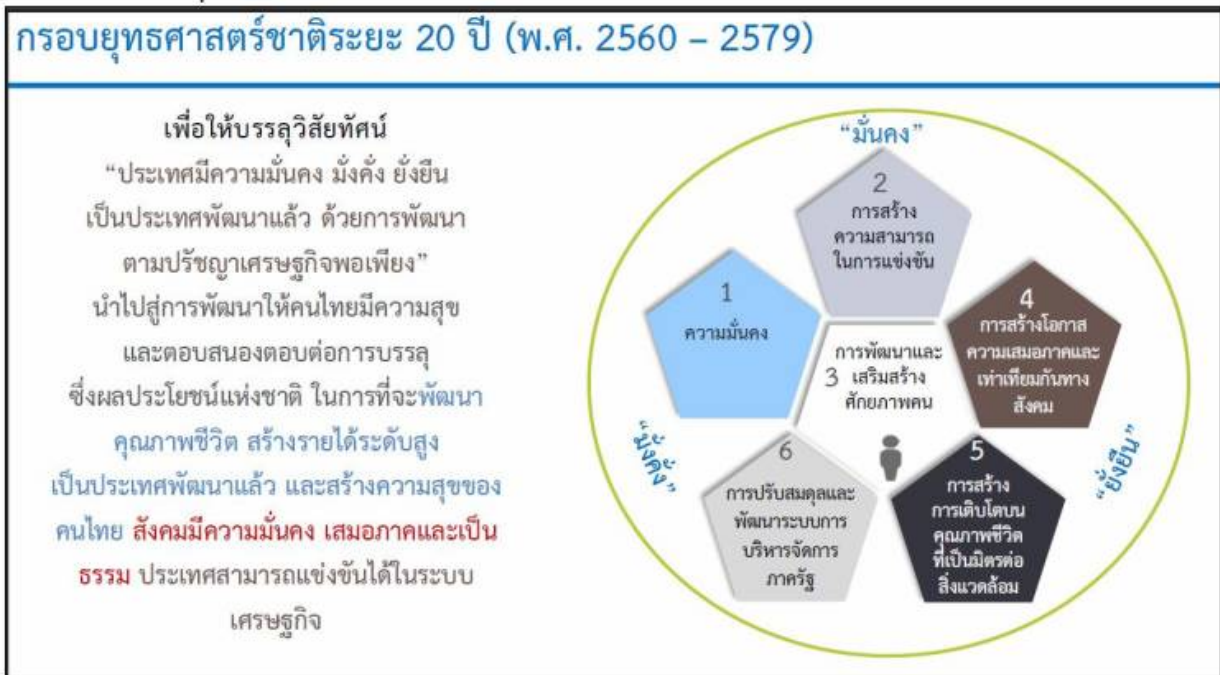 กรอบยุทธศาสตร์ชาติระยะ 20 ปี (พ.ศ. 2560 – 2579)
เพื่อให้บรรลุวิสัยทัศน์
“ประเทศมีความมั่นคง มั่งคั่ง ยั่งยืน
เป็นประเทศพัฒนาแล้ว ด้วยการพัฒนา
ตามปรัชญาเศรษฐกิจพอเพียง”
นำไปสู่การพัฒนาให้คนไทยมีความสุข
และตอบสนองตอบต่อการบรรลุ
ซึ่งผลประโยชน์แห่งชาติ ในการที่จะพัฒนา
คุณภาพชีวิต สร้างรายได้ระดับสูง
เป็นประเทศพัฒนาแล้ว และสร้างความสุขของ
คนไทย สังคมมีความมั่นคง เสมอภาคและเป็น
ธรรม ประเทศสามารถแข่งขันได้ในระบบ
เศรษฐกิจ
“มั่นคง”
1
ความมั่นคง
2
การสร้าง
ความสามารถ
ในการแข่งขัน
3
การพัฒนาและ
เสริมสร้าง
ศักยภาพคน
4
การสร้างโอกาส
ความเสมอภาคและ
เท่าเทียมกันทาง
สังคม
5
การสร้าง
การเติบโตบน
คุณภาพชีวิต
ที่เป็นมิตรต่อ
สิ่งแวดล้อม
6
การปรับสมดุลและ
พัฒนาระบบการ
บริหารจัดการ
ภาครัฐ
“มั่งคั่ง”
“ยั่งยืน”